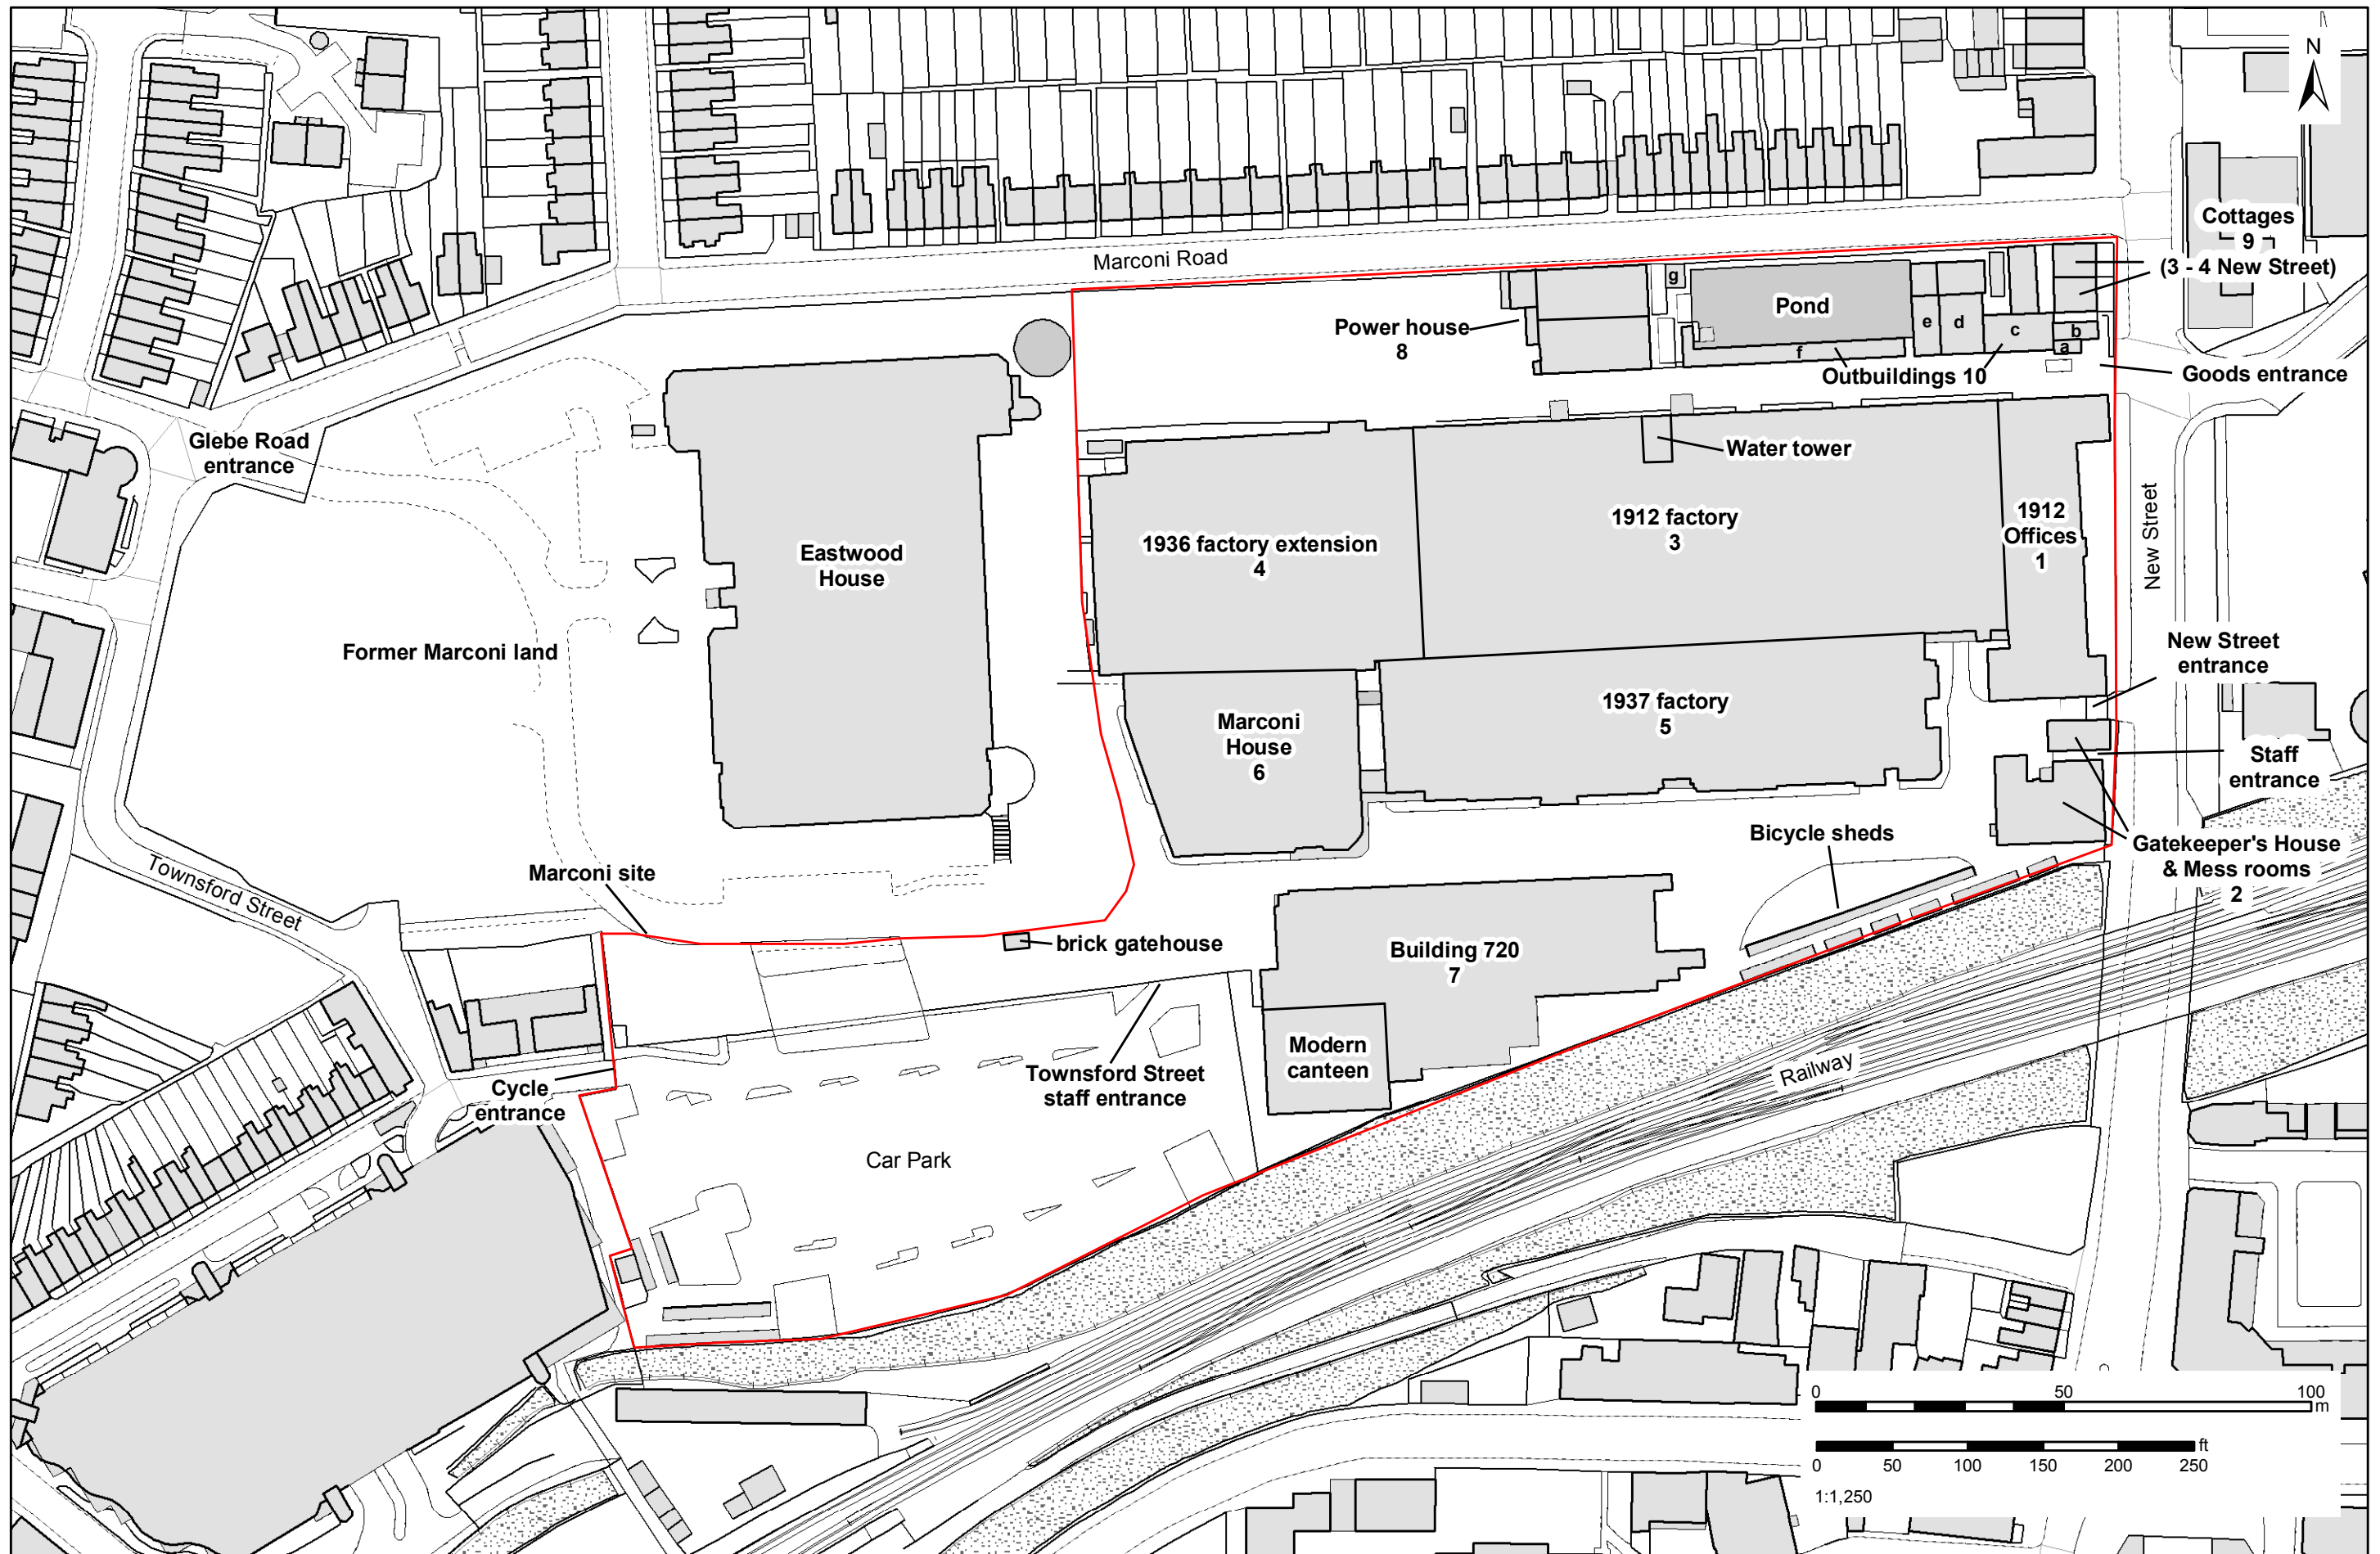 N
Cottages
9
(3 - 4 New Street)
Marconi Road
g
Pond
Power house
8
e
d
c
b
a
f
Outbuildings 10
Goods entrance
Glebe Road
entrance
Water tower
1912 factory
3
1912
Offices
1
New Street
1936 factory extension
4
Eastwood
House
Former Marconi land
New Street
entrance
1937 factory
5
Marconi
House
6
Staff
entrance
Bicycle sheds
Gatekeeper's House
& Mess rooms
2
Townsford Street
Marconi site
brick gatehouse
Building 720
7
Modern
canteen
Railway
Cycle
entrance
Townsford Street
staff entrance
Car Park
0 50 100
m
ft
0 50 100 150 200 250
1:1,250